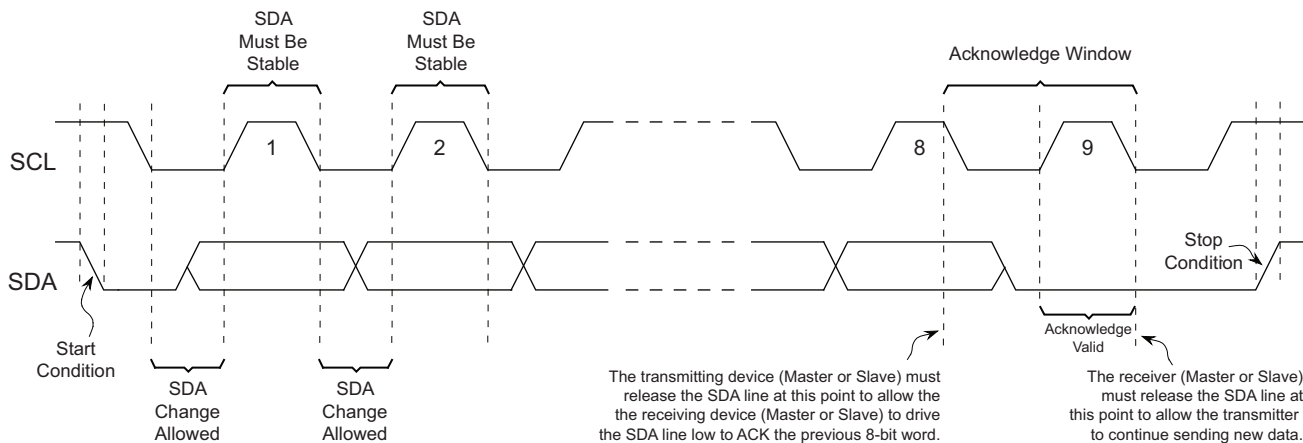 SDA
Must Be
Stable
SDA
Must Be
Stable
Acknowledge Window
SCL
1
2
8
9
SDA
Stop
Condition
Start
Condition
Acknowledge
Valid
SDA
Change
Allowed
SDA
Change
Allowed
The transmitting device (Master or Slave) must
release the SDA line at this point to allow the
the receiving device (Master or Slave) to drive
the SDA line low to ACK the previous 8-bit word.
The receiver (Master or Slave)
must release the SDA line at
this point to allow the transmitter
to continue sending new data.